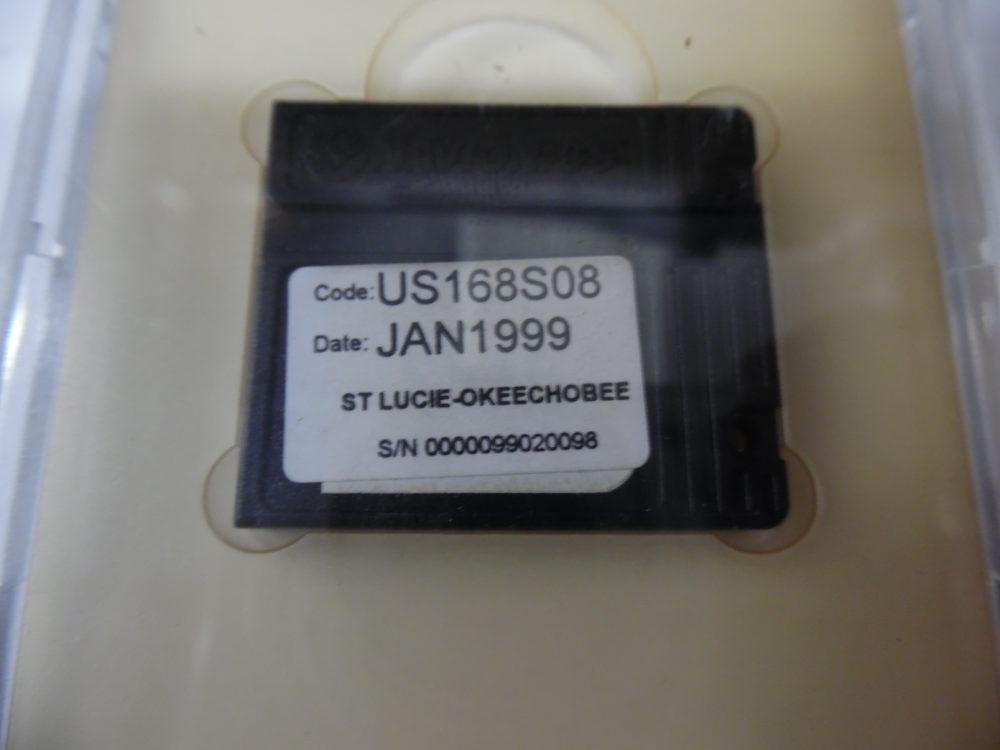 Code: US168S08
Date: JAN1999
ST LUCIE-OKEECHOBEE
S/N 0000099020098